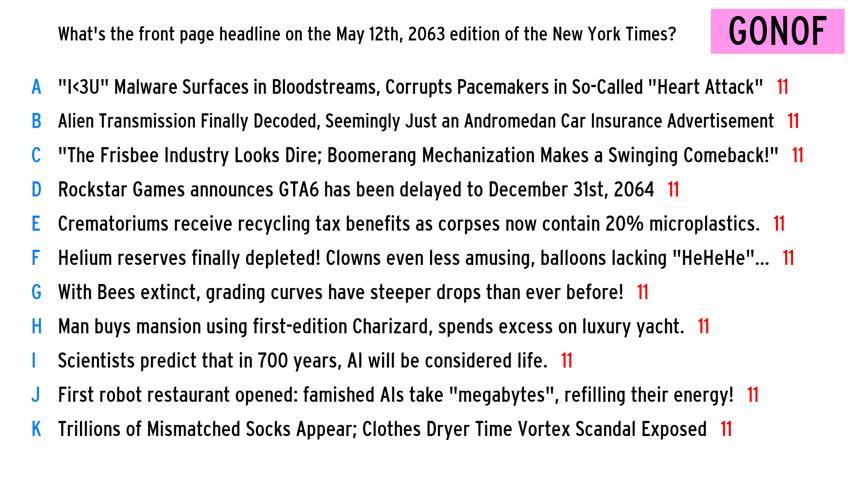 What's the front page headline on the May 12th, 2063 edition of the New York Times?
GONOF
A "I<3U" Malware Surfaces in Bloodstreams, Corrupts Pacemakers in So-Called "Heart Attack" 11
B Alien Transmission Finally Decoded, Seemingly Just an Andromedan Car Insurance Advertisement 11
C "The Frisbee Industry Looks Dire; Boomerang Mechanization Makes a Swinging Comeback!" 11
D Rockstar Games announces GTA6 has been delayed to December 31st, 2064 11
E Crematoriums receive recycling tax benefits as corpses now contain 20% microplastics. 11
F Helium reserves finally depleted! Clowns even less amusing, balloons lacking "HeHeHe"... 11
G With Bees extinct, grading curves have steeper drops than ever before! 11
H Man buys mansion using first-edition Charizard, spends excess on luxury yacht. 11
I Scientists predict that in 700 years, AI will be considered life. 11
J First robot restaurant opened: famished AIs take "megabytes", refilling their energy! 11
K Trillions of Mismatched Socks Appear; Clothes Dryer Time Vortex Scandal Exposed 11